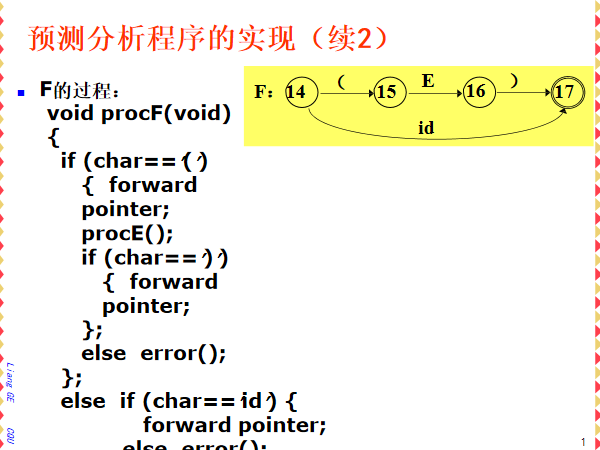 预测分析程序的实现（续2）
F的过程：
void procF(void)
{
if (char==‘(’)
{ forward
pointer;
procE();
if (char==‘)’)
{ forward
pointer;
};
else error();
};
else if (char==‘id’) {
forward pointer;
else error();
F： 14 ( 15 E 16 ) 17
id
Liang GE CQU
1